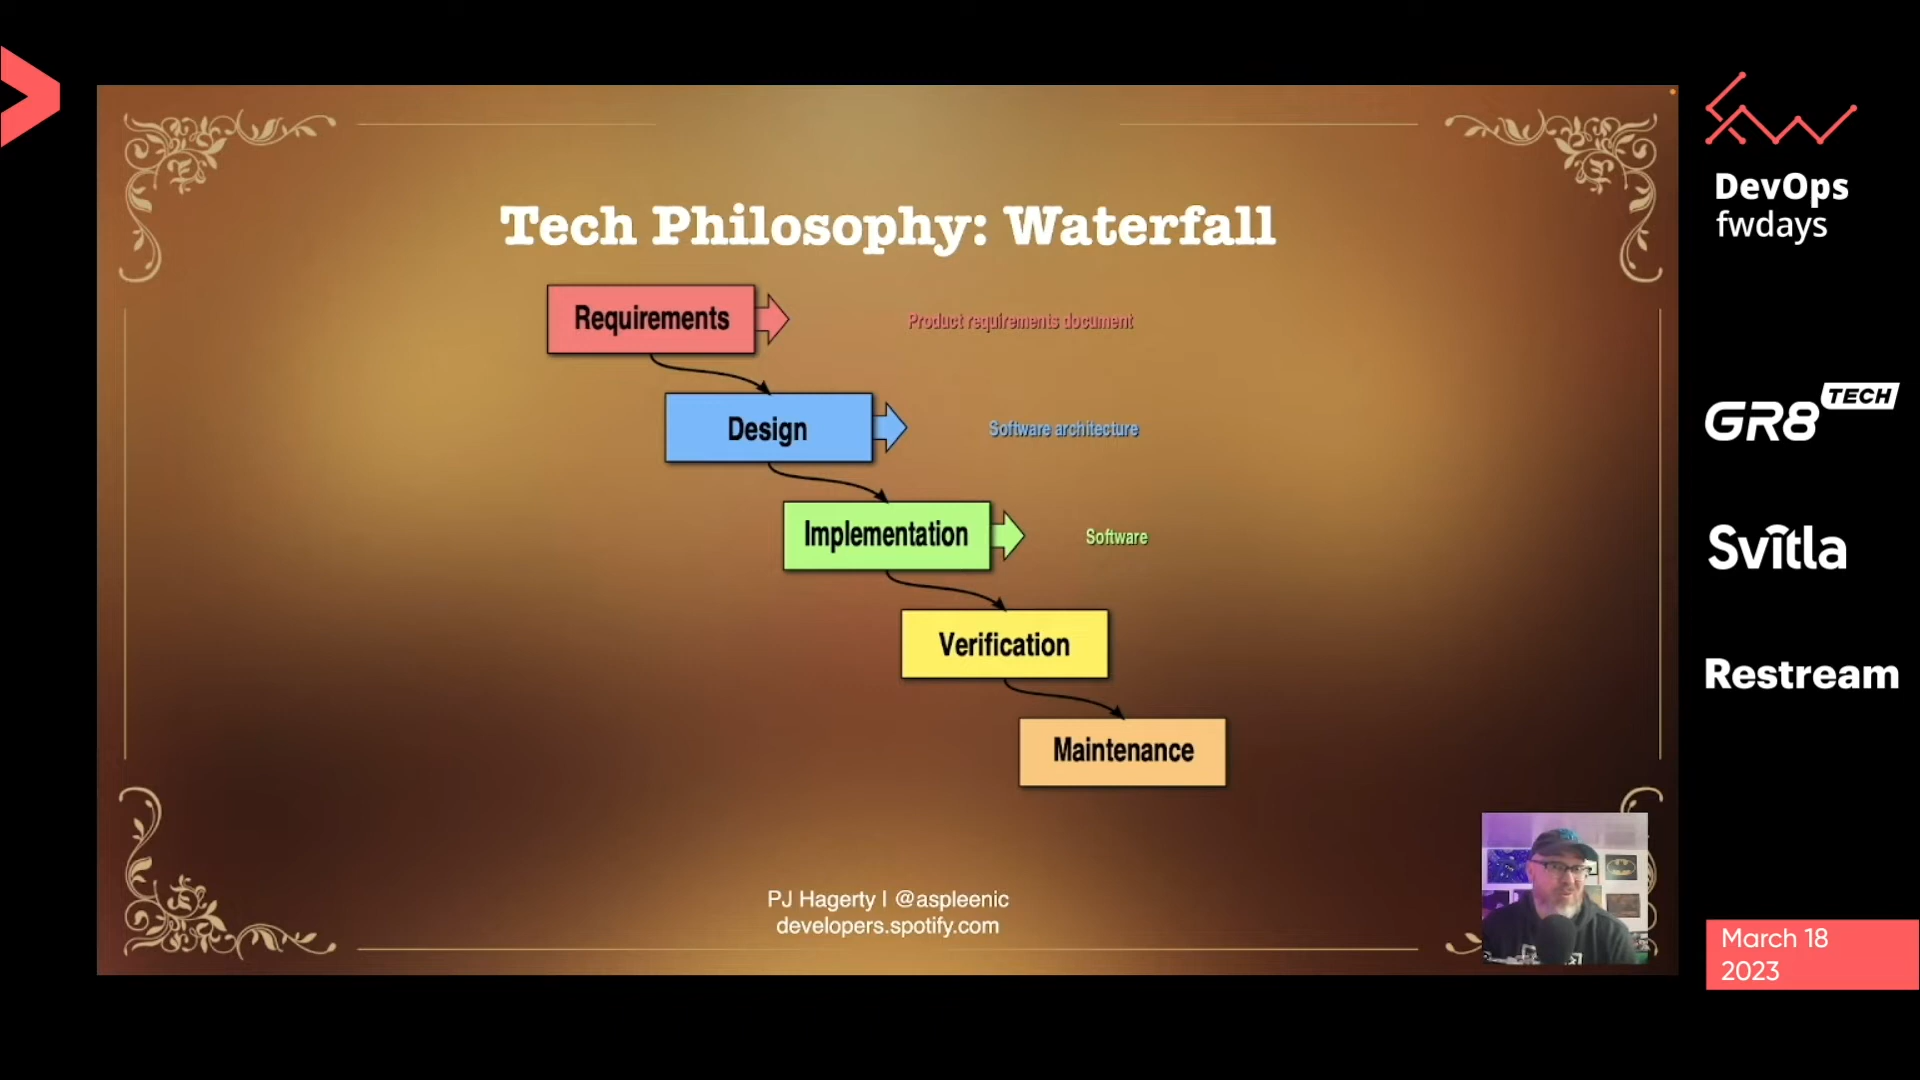 Tech Philosophy: Waterfall
Requirements
Product requirements document
Design
Software architecture
Implementation
Software
Verification
Maintenance
PJ Hagerty | @aspleenic
developers.spotify.com
DevOps
fwdays
GR8 TECH
Svitla
Restream
March 18
2023